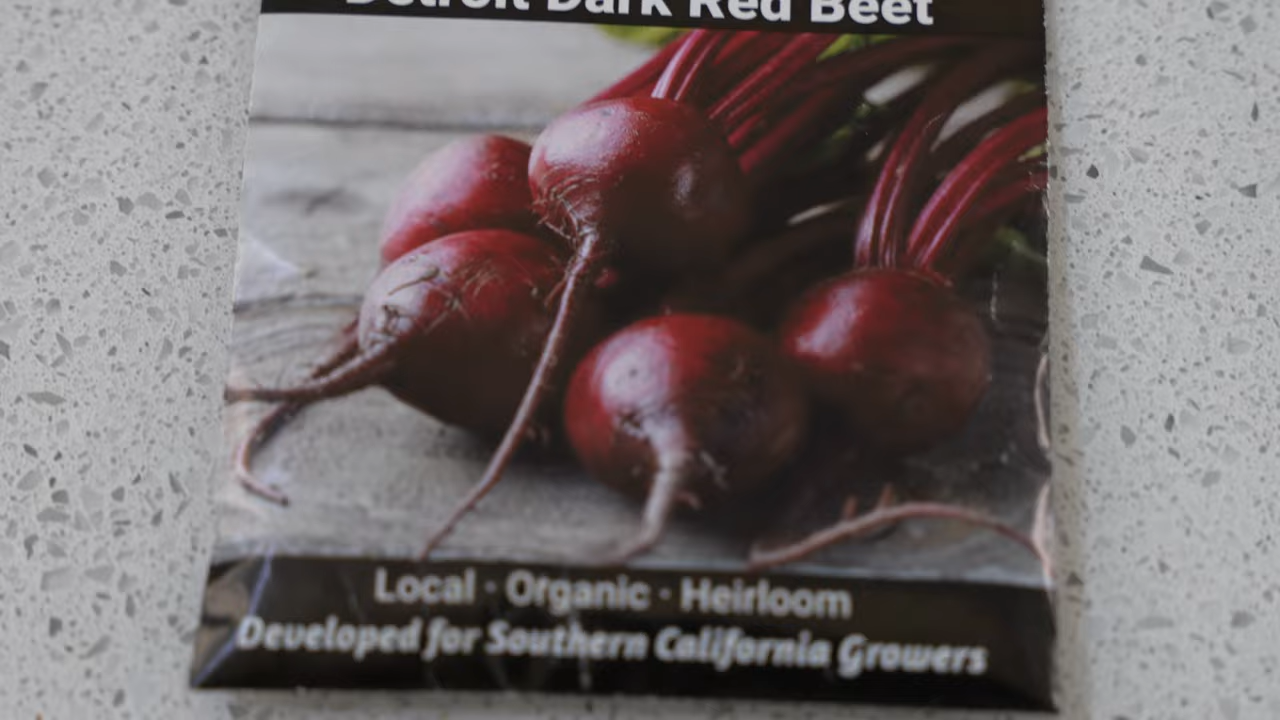 Detroit Dark Red Beet
Local · Organic · Heirloom
Developed for Southern California Growers